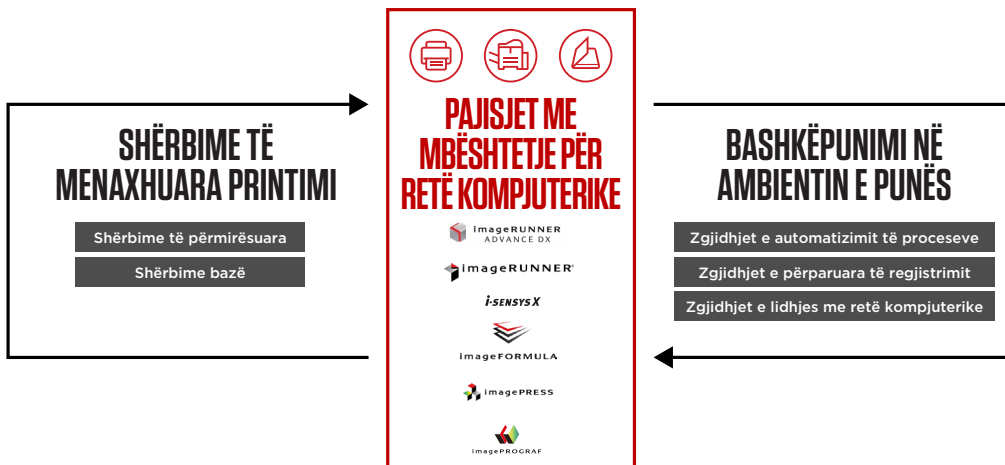 SHËRBIME TË
MENAXHUARA PRINTIMI
Shërbime të përmirësuara
Shërbime bazë
PAJISJET ME
MBËSHTETJE PËR
RETË KOMPJUTERIKE
imageRUNNER
ADVANCE DX
imageRUNNER®
i-SENSYS X
imageFORMULA
imagePRESS
imagePROGRAF
BASHKËPUNIMI NË
AMBIENTIN E PUNËS
Zgjidhjet e automatizimit të proceseve
Zgjidhjet e përparuara të regjistrimit
Zgjidhjet e lidhjes me retë kompjuterike